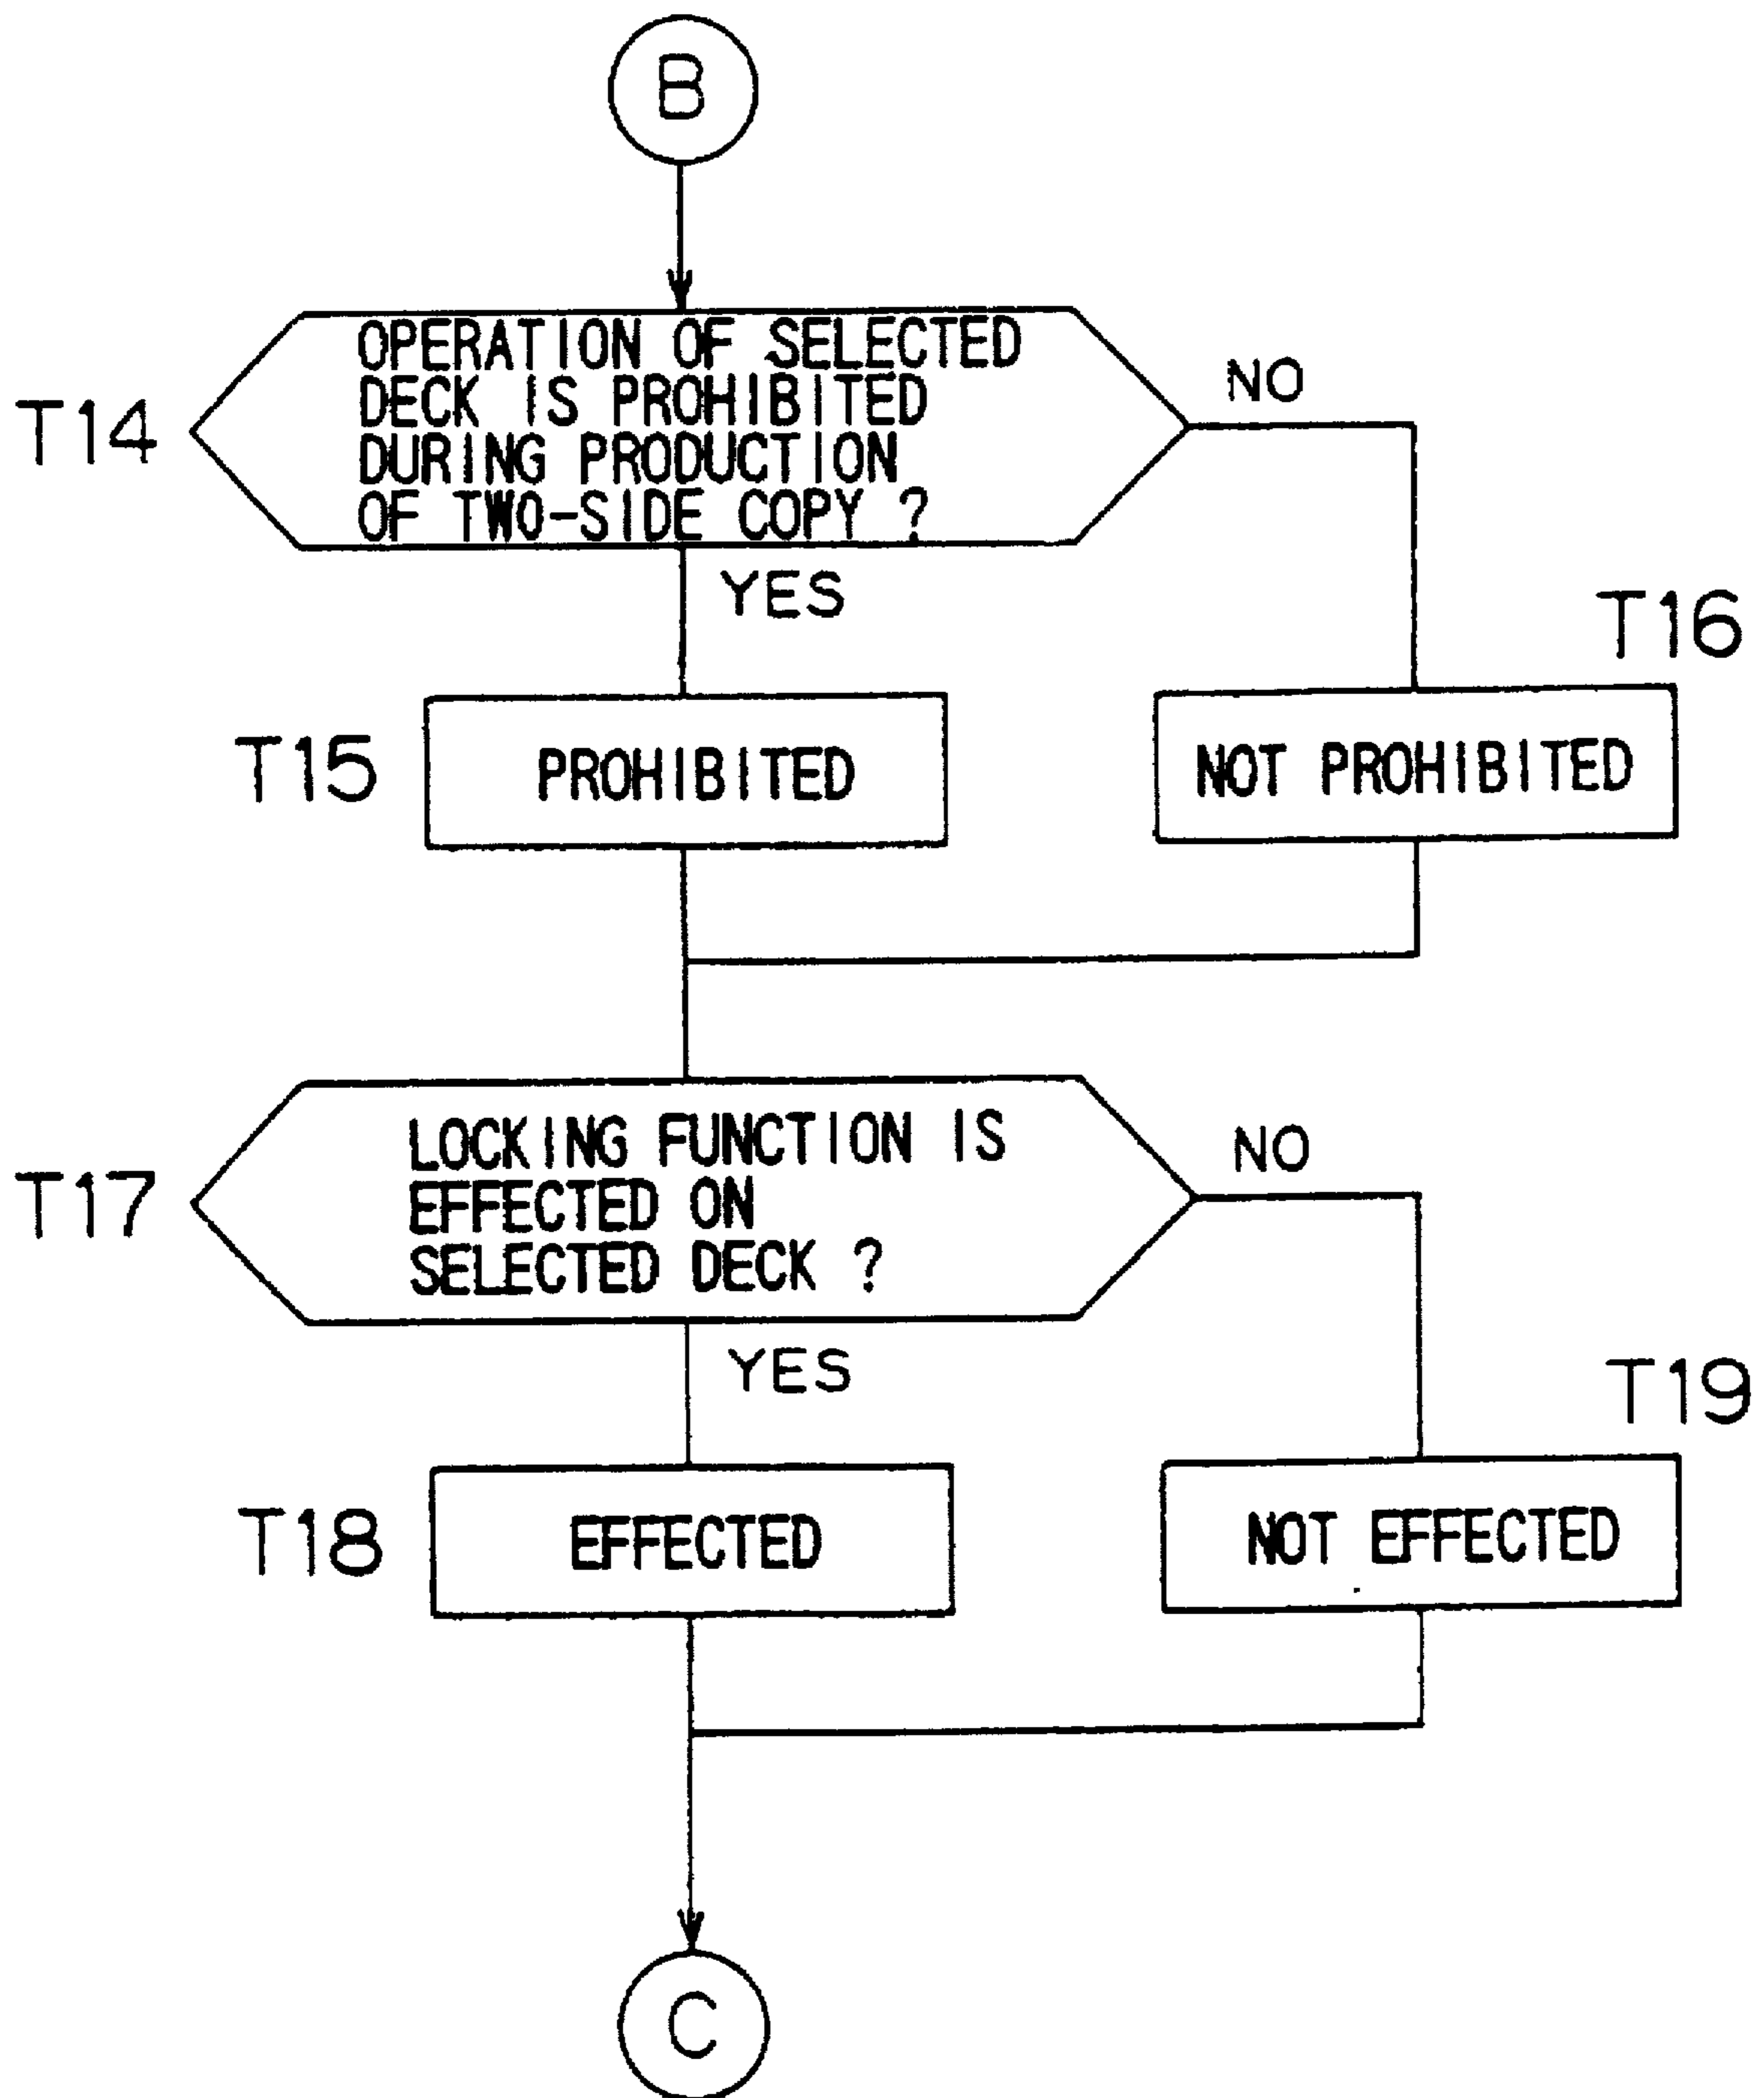 B
OPERATION OF SELECTED
DECK IS PROHIBITED
DURING PRODUCTION
OF TWO-SIDE COPY ?
T14
NO
YES
T16
T15
PROHIBITED
NOT PROHIBITED
LOCKING FUNCTION IS
EFFECTED ON
SELECTED DECK ?
T17
NO
YES
T19
T18
EFFECTED
NOT EFFECTED
C